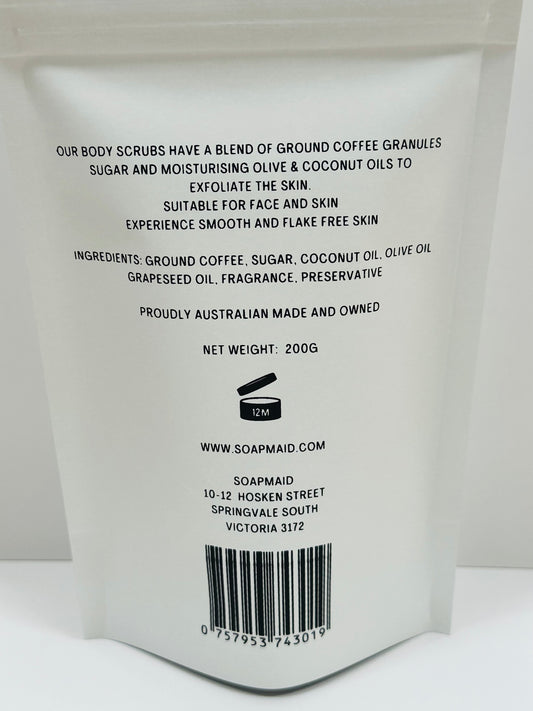 OUR BODY SCRUBS HAVE A BLEND OF GROUND COFFEE GRANULES
SUGAR AND MOISTURISING OLIVE & COCONUT OILS TO
EXFOLIATE THE SKIN.
SUITABLE FOR FACE AND SKIN
EXPERIENCE SMOOTH AND FLAKE FREE SKIN
INGREDIENTS: GROUND COFFEE, SUGAR, COCONUT OIL, OLIVE OIL
GRAPESEED OIL, FRAGRANCE, PRESERVATIVE
PROUDLY AUSTRALIAN MADE AND OWNED
NET WEIGHT: 200G
12M
WWW.SOAPMAID.COM
SOAPMAID
10-12 HOSKEN STREET
SPRINGVALE SOUTH
VICTORIA 3172
0 757953 743019